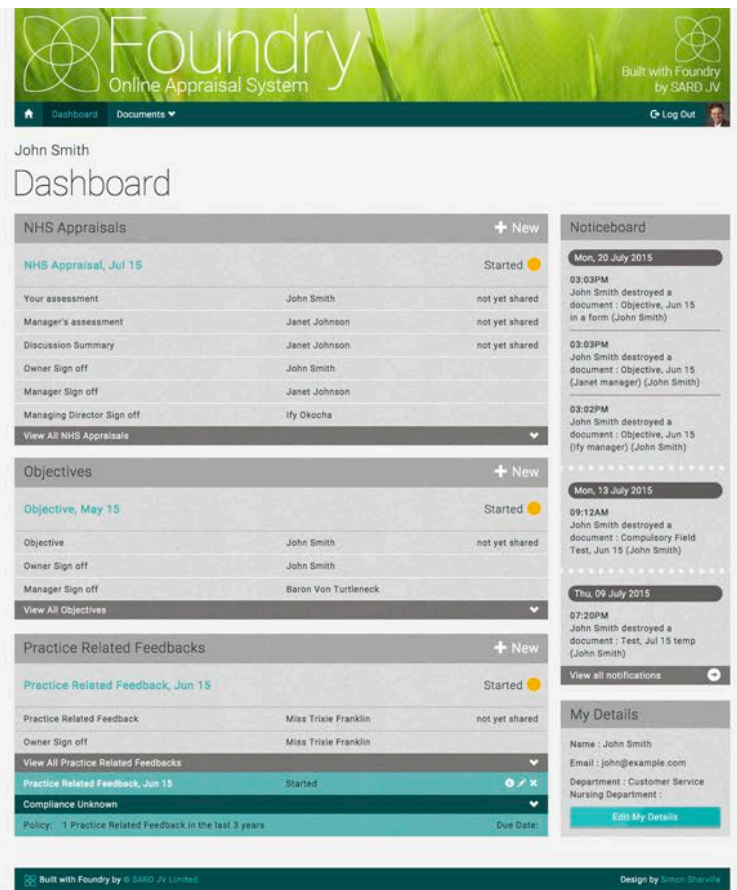 Foundry
Online Appraisal System
Built with Foundry
by SARD JV
Dashboard
Documents
Log Out
John Smith
Dashboard
NHS Appraisals
+ New
NHS Appraisal, Jul 15
Started
Your assessment John Smith not yet shared
Manager's assessment Janet Johnson not yet shared
Discussion Summary Janet Johnson not yet shared
Owner Sign off John Smith
Manager Sign off Janet Johnson
Managing Director Sign off Ify Okocha
View All NHS Appraisals
Objectives
+ New
Objective, May 15
Started
Objective John Smith not yet shared
Owner Sign off John Smith
Manager Sign off Baron Von Turtleneck
View All Objectives
Practice Related Feedbacks
+ New
Practice Related Feedback, Jun 15
Started
Practice Related Feedback Miss Trixie Franklin not yet shared
Owner Sign off Miss Trixie Franklin
View All Practice Related Feedbacks
Practice Related Feedback, Jun 15 Started
Compliance Unknown
Policy: 1 Practice Related Feedback in the last 3 years Due Date:
Noticeboard
Mon, 20 July 2015
03:03PM
John Smith destroyed a
document : Objective, Jun 15
in a form (John Smith)
03:03PM
John Smith destroyed a
document : Objective, Jun 15
(Janet manager) (John Smith)
03:02PM
John Smith destroyed a
document : Objective, Jun 15
(Ify manager) (John Smith)
Mon, 13 July 2015
09:12AM
John Smith destroyed a
document : Compulsory Field
Test, Jun 15 (John Smith)
Thu, 09 July 2015
07:20PM
John Smith destroyed a
document : Test, Jul 15 temp
(John Smith)
View all notifications
My Details
Name : John Smith
Email : john@example.com
Department : Customer Service
Nursing Department :
Edit My Details
Built with Foundry by © SARD JV Limited.
Design by Simon Sharville